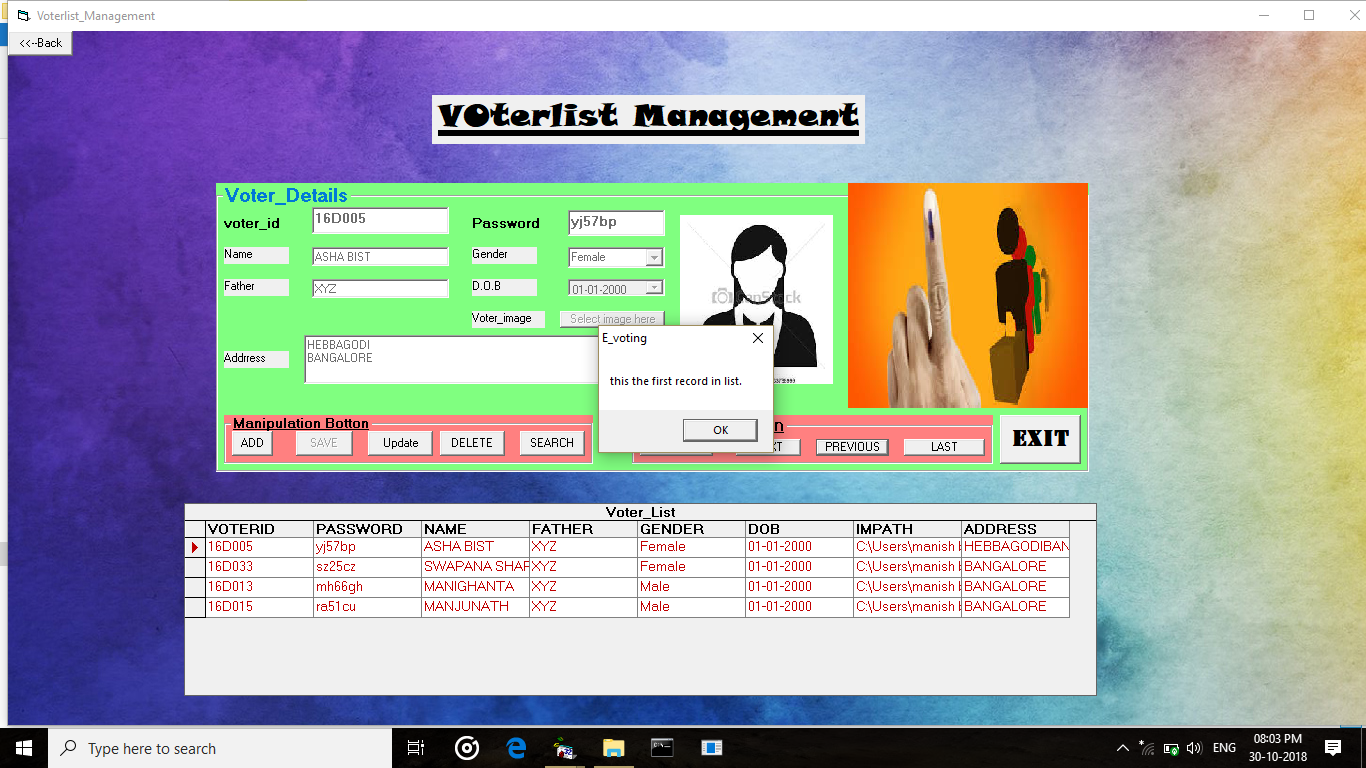 Voterlist_Management
<<--Back
VOterlist Management
Voter_Details
voter_id 16D005 Password yj57bp
Name ASHA BIST Gender Female
Father XYZ D.O.B 01-01-2000
Voter_image Select image here
Addrress HEBBAGODI
BANGALORE
E_voting
this the first record in list.
OK
Manipulation Botton
ADD SAVE Update DELETE SEARCH
PREVIOUS LAST
EXIT
Voter_List
VOTERID PASSWORD NAME FATHER GENDER DOB IMPATH ADDRESS
16D005 yj57bp ASHA BIST XYZ Female 01-01-2000 C:\Users\manish HEBBAGODIBAN
16D033 sz25cz SWAPANA SHAR XYZ Female 01-01-2000 C:\Users\manish BANGALORE
16D013 mh66gh MANIGHANTA XYZ Male 01-01-2000 C:\Users\manish BANGALORE
16D015 ra51cu MANJUNATH XYZ Male 01-01-2000 C:\Users\manish BANGALORE
Type here to search
ENG
08:03 PM
30-10-2018